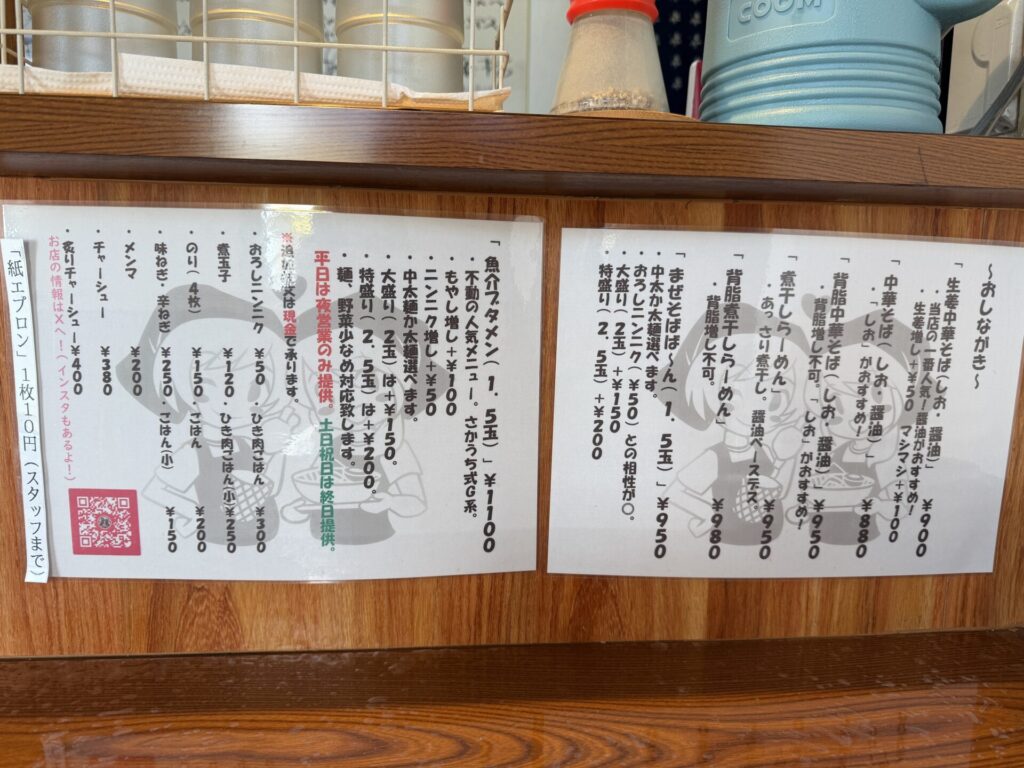 ～おしながき～
「生姜中華そば(しお・醤油)」 ￥900
・当店の一番人気!醤油がおすすめ!
生姜増し+￥50 マシマシ+￥100
「中華そば(しお、醤油)」 ￥880
・「しお」がおすすめ!
「背脂中華そば(しお、醤油)」 ￥950
・背脂増し不可。「しお」がおすすめ!
「煮干しらーめん」 ￥950
・あっさり煮干し。醤油ベースデス。
「背脂煮干しらーめん」 ￥980
・背脂増し不可。
「まぜそばぁ～ん(1.5玉)」￥950
・中太か太麺選べます。
・おろしニンニク(￥50)との相性が○。
・大盛り(2玉)+￥150
・特盛り(2.5玉)+￥200
「魚介ブタメン(1.5玉)」￥1100
・不動の人気メニュー。さかうち式G系。
・もやし増し+￥100
・ニンニク増し+￥50
・中太麺か太麺選べます。
・大盛り(2玉)は+￥150。
・特盛り(2.5玉)は+￥200。
・麺、野菜少なめ対応致します。
平日は夜営業のみ提供。土日祝日は終日提供。
は現金で承ります。
・おろしニンニク ￥50 ・ひき肉ごはん ￥300
・煮玉子 ￥120 ・ひき肉ごはん(小)￥250
・のり(4枚) ￥150 ・ごはん ￥200
・味ねぎ・辛ねぎ ￥250 ・ごはん(小) ￥150
・メンマ ￥200
・チャーシュー ￥380
・炙りチャーシュー￥400
お店の情報はXへ!(インスタもあるよ!)
「紙エプロン」1枚10円(スタッフまで)
COOM